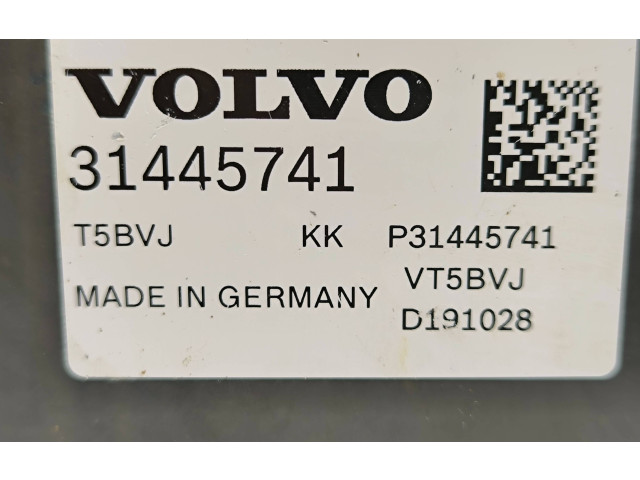 VOLVO
31445741
T5BVJ KK P31445741
VT5BVJ
MADE IN GERMANY
D191028